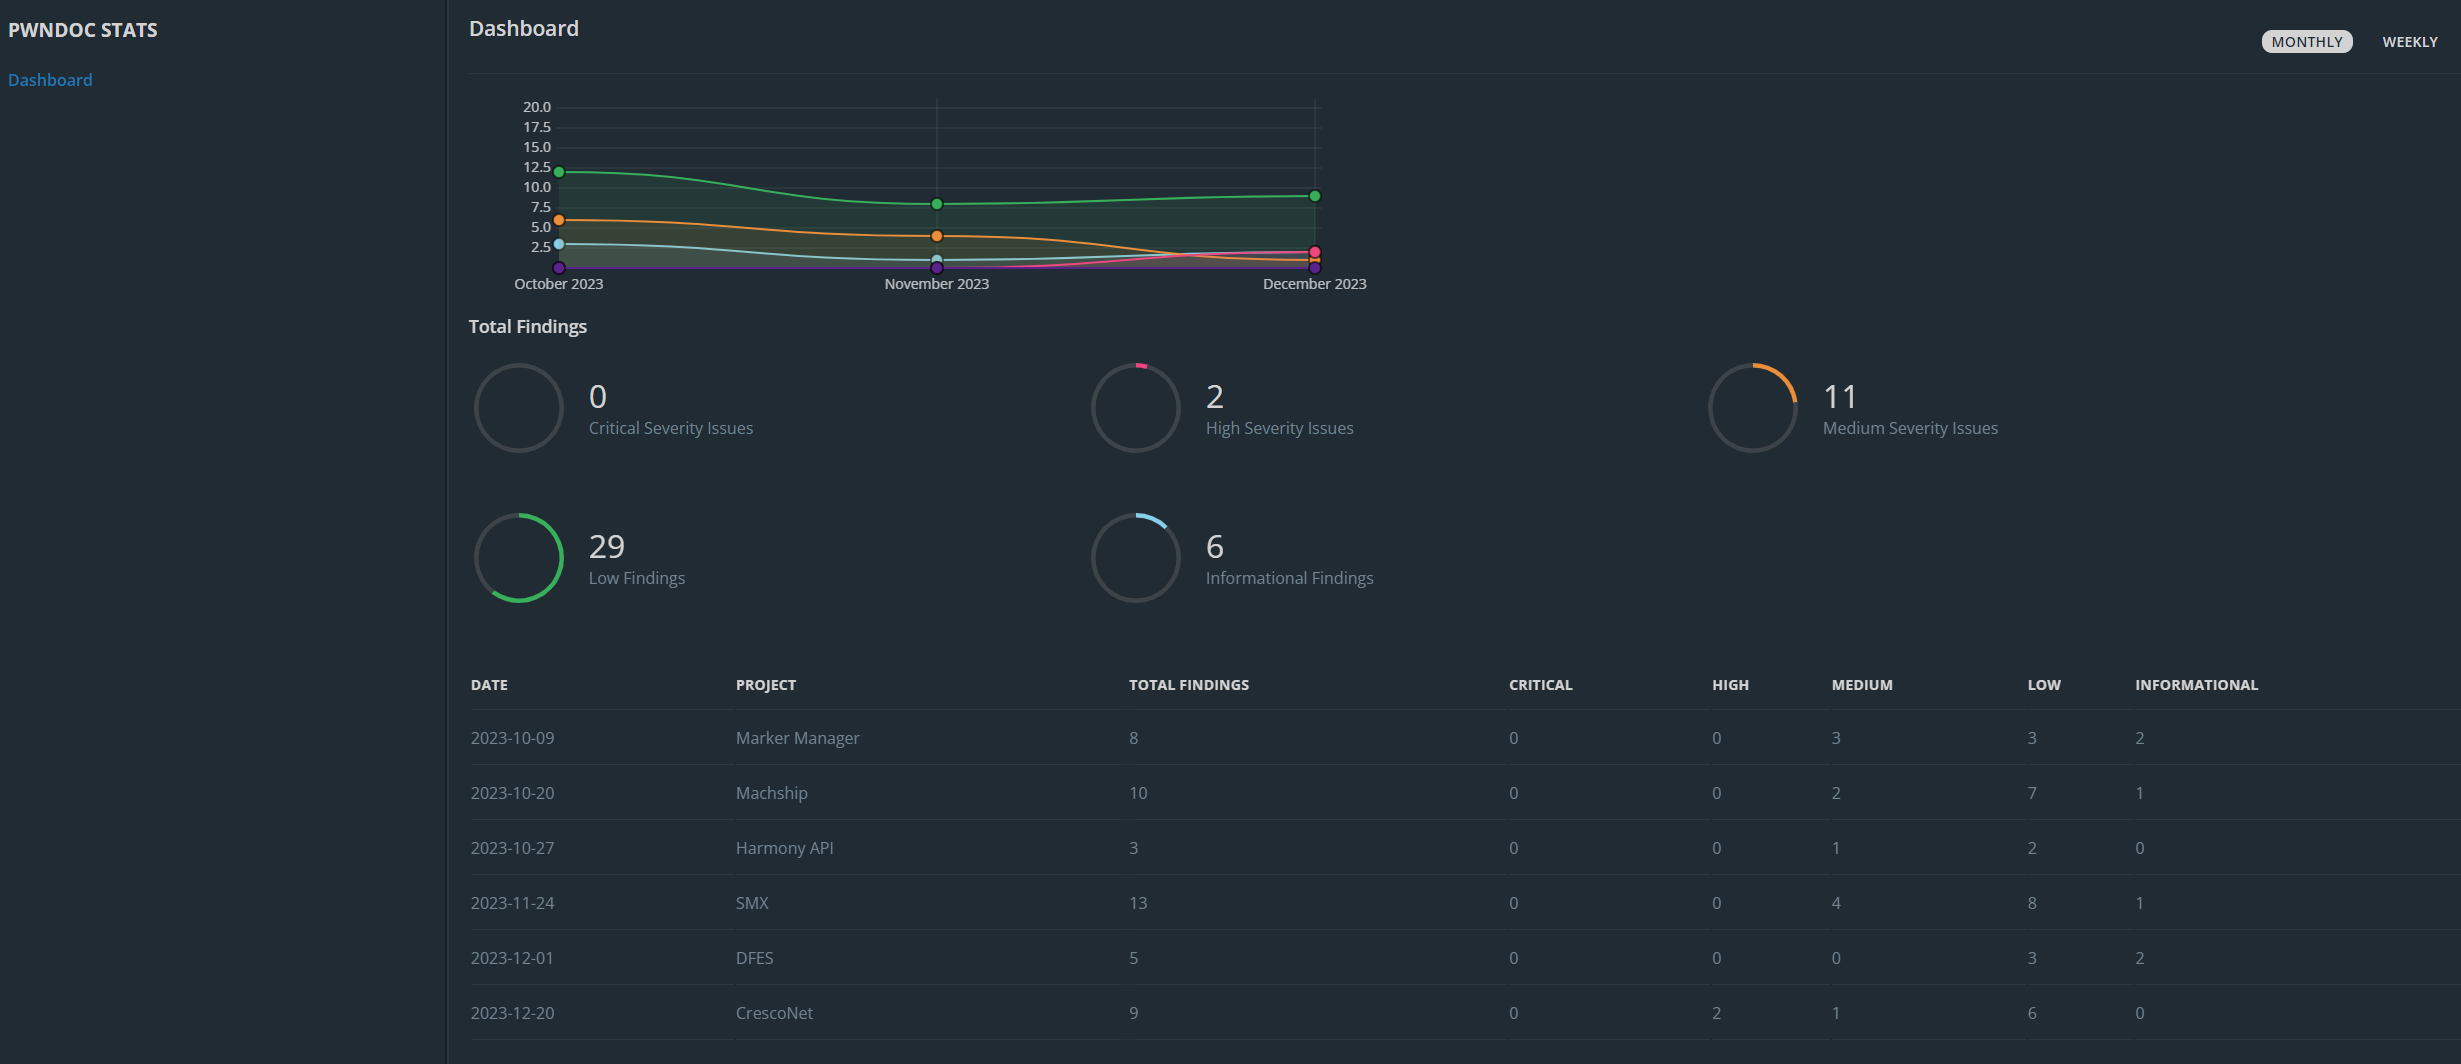 PWNDOC STATS
Dashboard
Dashboard
MONTHLY WEEKLY
20.0
17.5
15.0
12.5
10.0
7.5
5.0
2.5
October 2023 November 2023 December 2023
Total Findings
0
Critical Severity Issues
2
High Severity Issues
11
Medium Severity Issues
29
Low Findings
6
Informational Findings
DATE PROJECT TOTAL FINDINGS CRITICAL HIGH MEDIUM LOW INFORMATIONAL
2023-10-09 Marker Manager 8 0 0 3 3 2
2023-10-20 Machship 10 0 0 2 7 1
2023-10-27 Harmony API 3 0 0 1 2 0
2023-11-24 SMX 13 0 0 4 8 1
2023-12-01 DFES 5 0 0 0 3 2
2023-12-20 CrescoNet 9 0 2 1 6 0